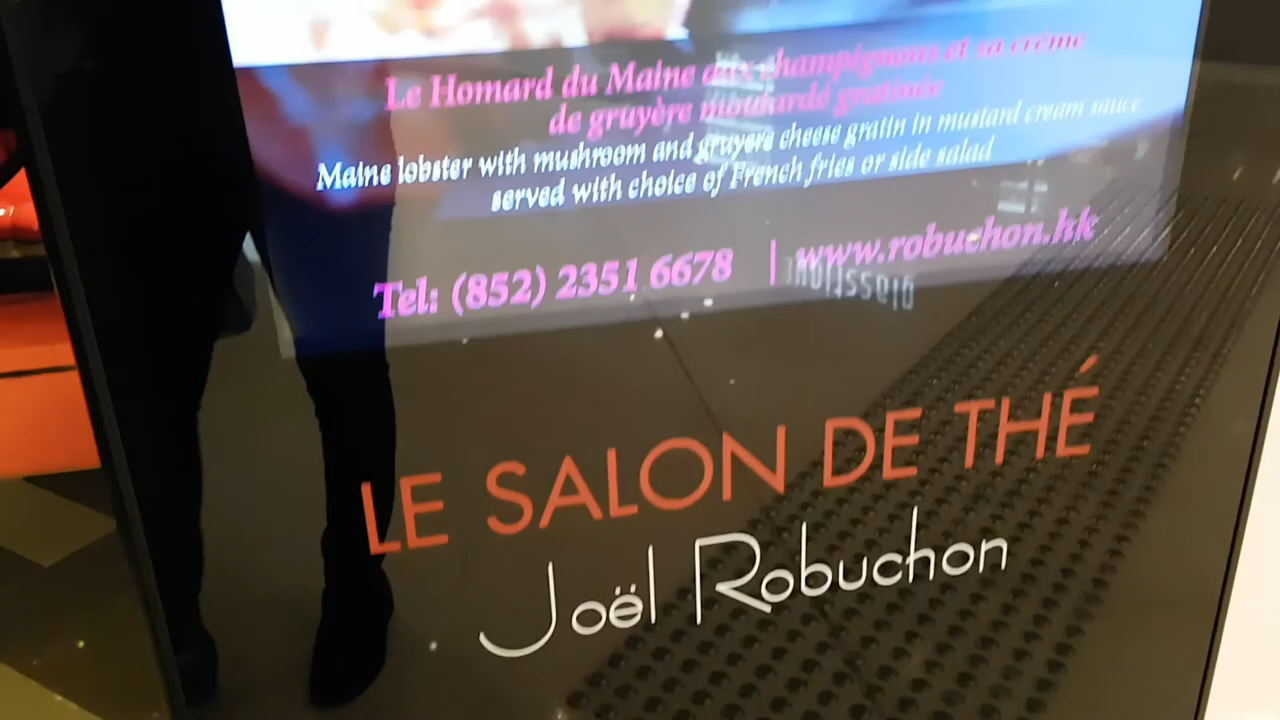 Le Homard du Maine aux champignons et sa crème
de gruyère moutardé gratinée
Maine lobster with mushroom and gruyere cheese gratin in mustard cream sauce
served with choice of French fries or side salad
Tel: (852) 2351 6678 | www.robuchon.hk
LE SALON DE THÉ
Joël Robuchon